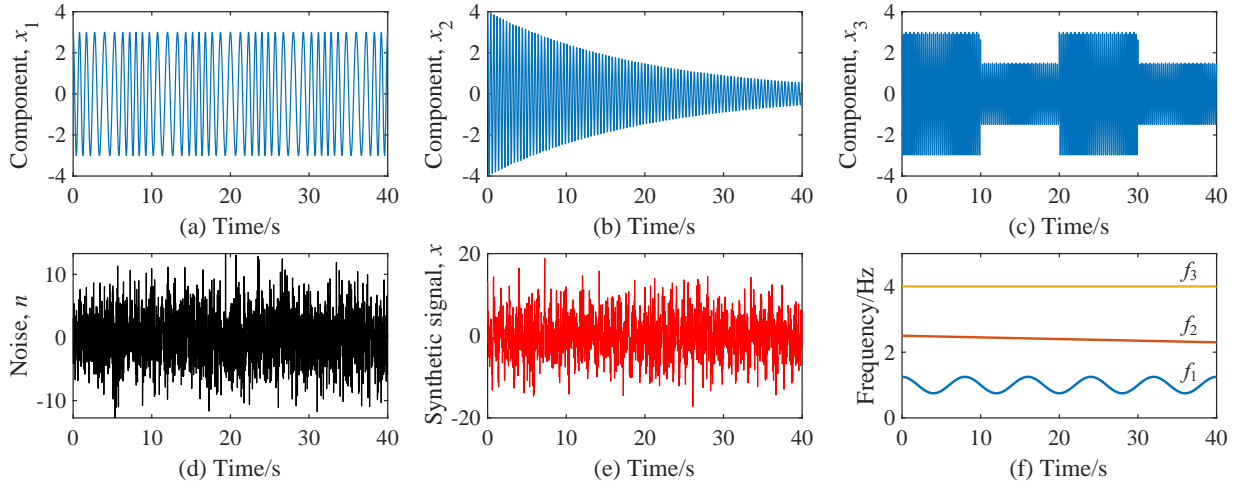 Component, x1
4
2
0
-2
-4
0 10 20 30 40
(a) Time/s
Component, x2
4
2
0
-2
-4
0 10 20 30 40
(b) Time/s
Component, x3
4
2
0
-2
-4
0 10 20 30 40
(c) Time/s
Noise, n
10
0
-10
0 10 20 30 40
(d) Time/s
Synthetic signal, x
20
0
-20
0 10 20 30 40
(e) Time/s
Frequency/Hz
4
2
0
f3
f2
f1
0 10 20 30 40
(f) Time/s